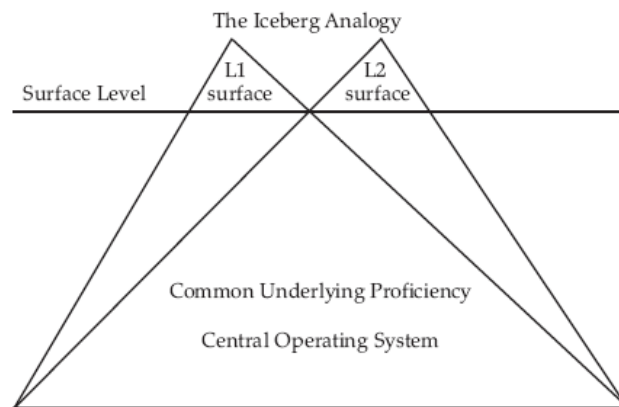 The Iceberg Analogy
L1
surface
L2
surface
Surface Level
Common Underlying Proficiency
Central Operating System